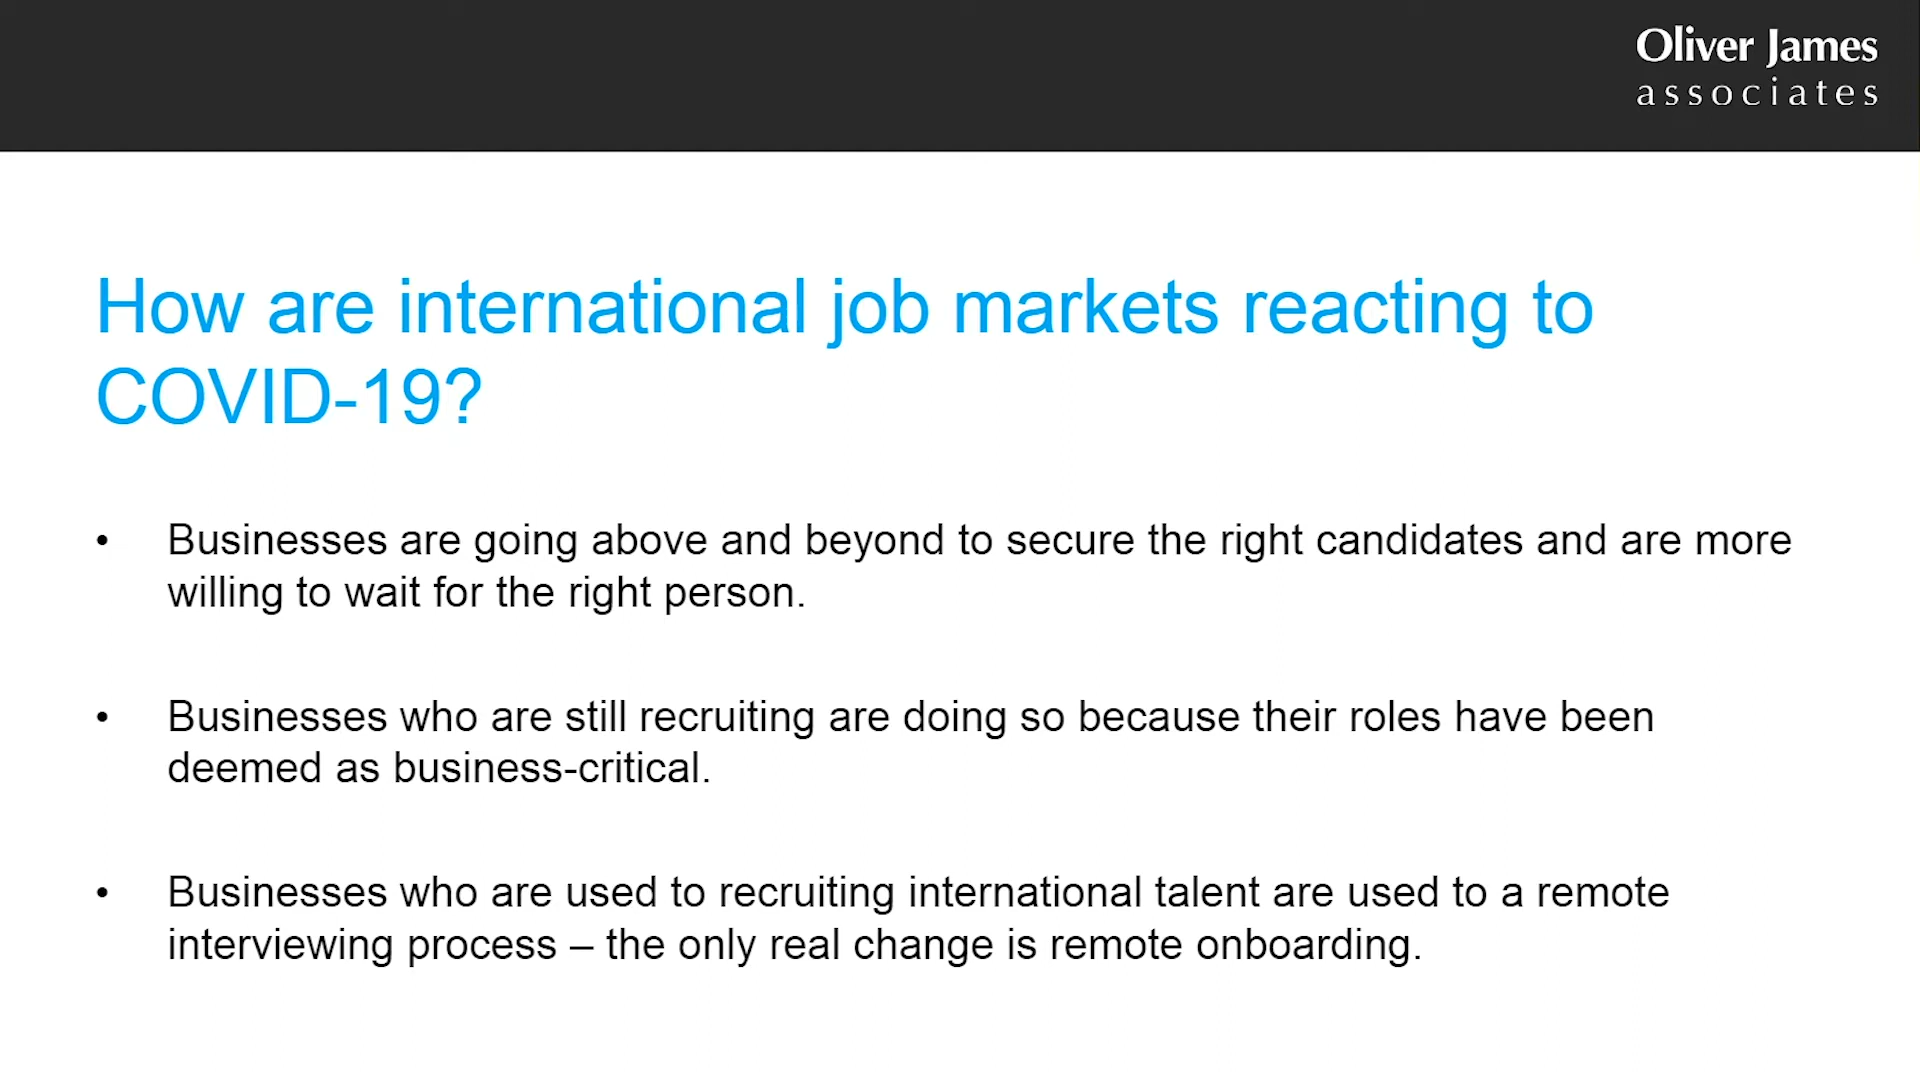 Oliver James
associates
How are international job markets reacting to
COVID-19?
• Businesses are going above and beyond to secure the right candidates and are more
willing to wait for the right person.
• Businesses who are still recruiting are doing so because their roles have been
deemed as business-critical.
• Businesses who are used to recruiting international talent are used to a remote
interviewing process – the only real change is remote onboarding.